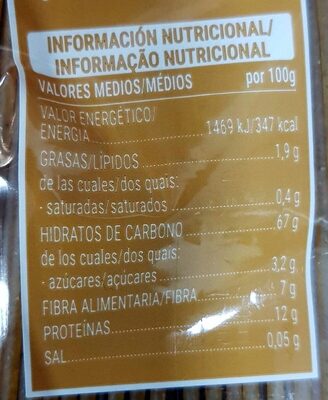 INFORMACIÓN NUTRICIONAL/
INFORMAÇÃO NUTRICIONAL
VALORES MEDIOS/MÉDIOS por 100g
VALOR ENERGÉTICO/
ENERGIA 1469 kJ/347 kcal
GRASAS/LÍPIDOS 1,9 g
de las cuales/dos quais:
- saturadas/saturados 0,4 g
HIDRATOS DE CARBONO 67 g
de los cuales/dos quais:
- azúcares/açúcares 3,2 g
FIBRA ALIMENTARIA/FIBRA 7 g
PROTEÍNAS 12 g
SAL 0,05 g